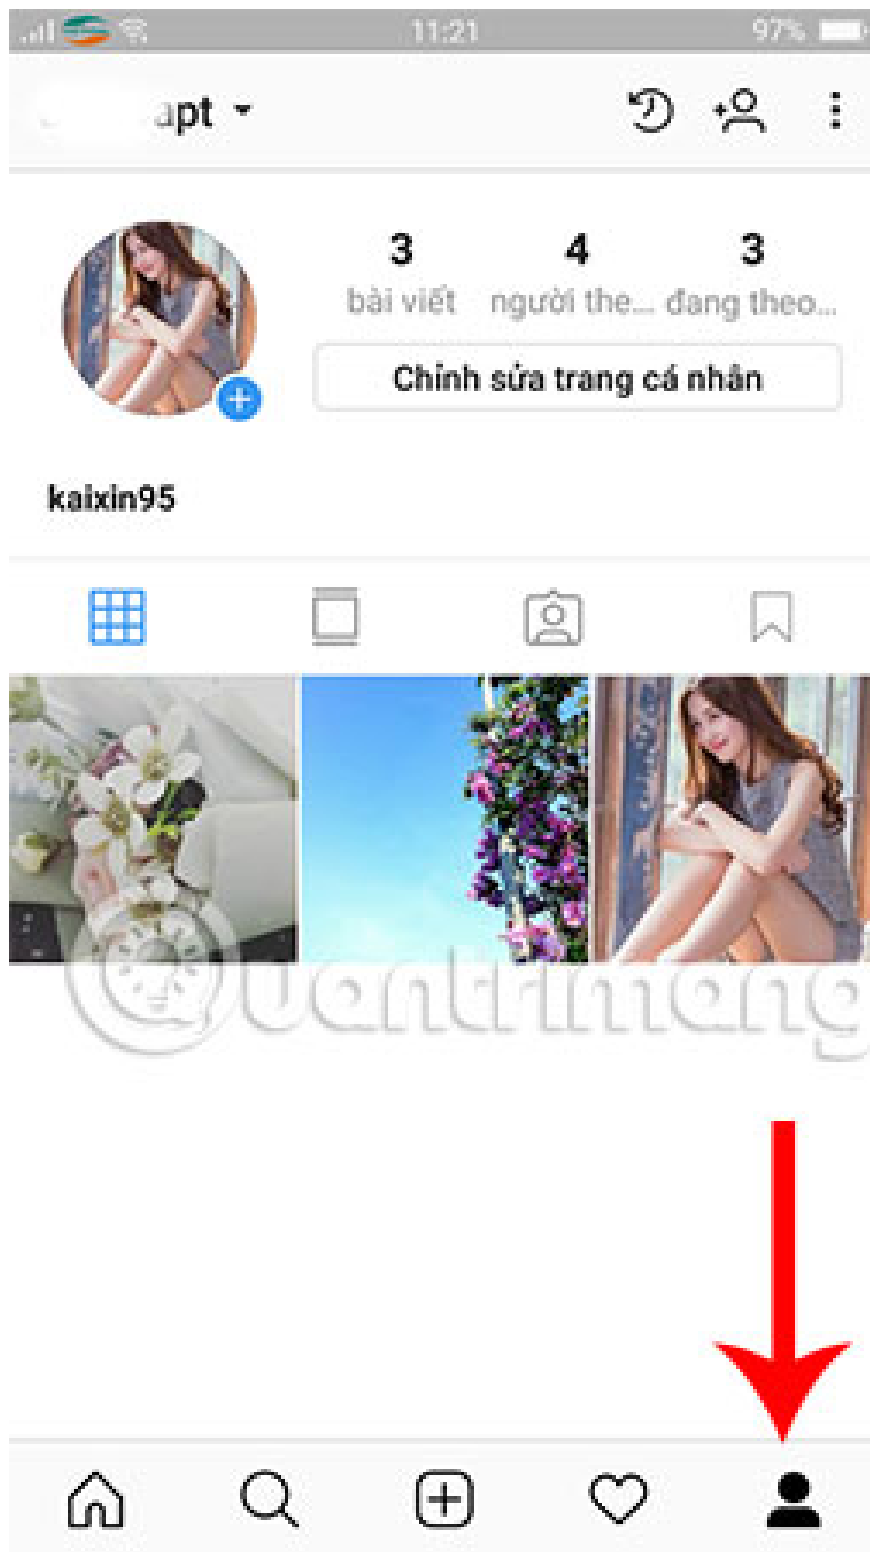 11:21 97%
apt
3 4 3
bài viết người the... đang theo...
Chỉnh sửa trang cá nhân
kaixin95
Quantrimang